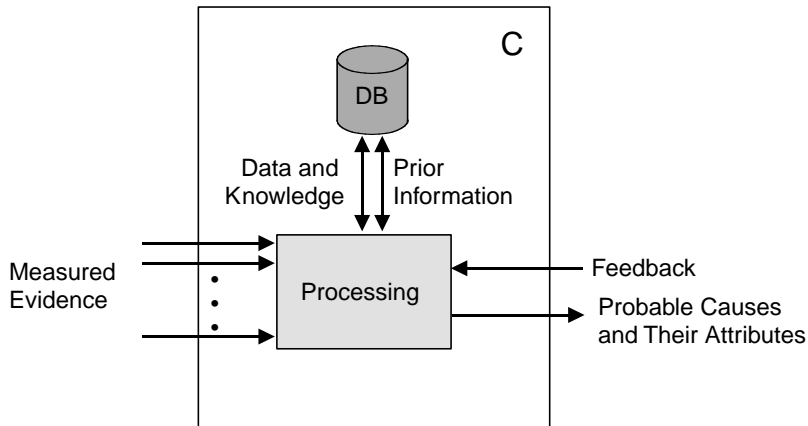 C
DB
Data and
Knowledge
Prior
Information
Measured
Evidence
Processing
Feedback
Probable Causes
and Their Attributes